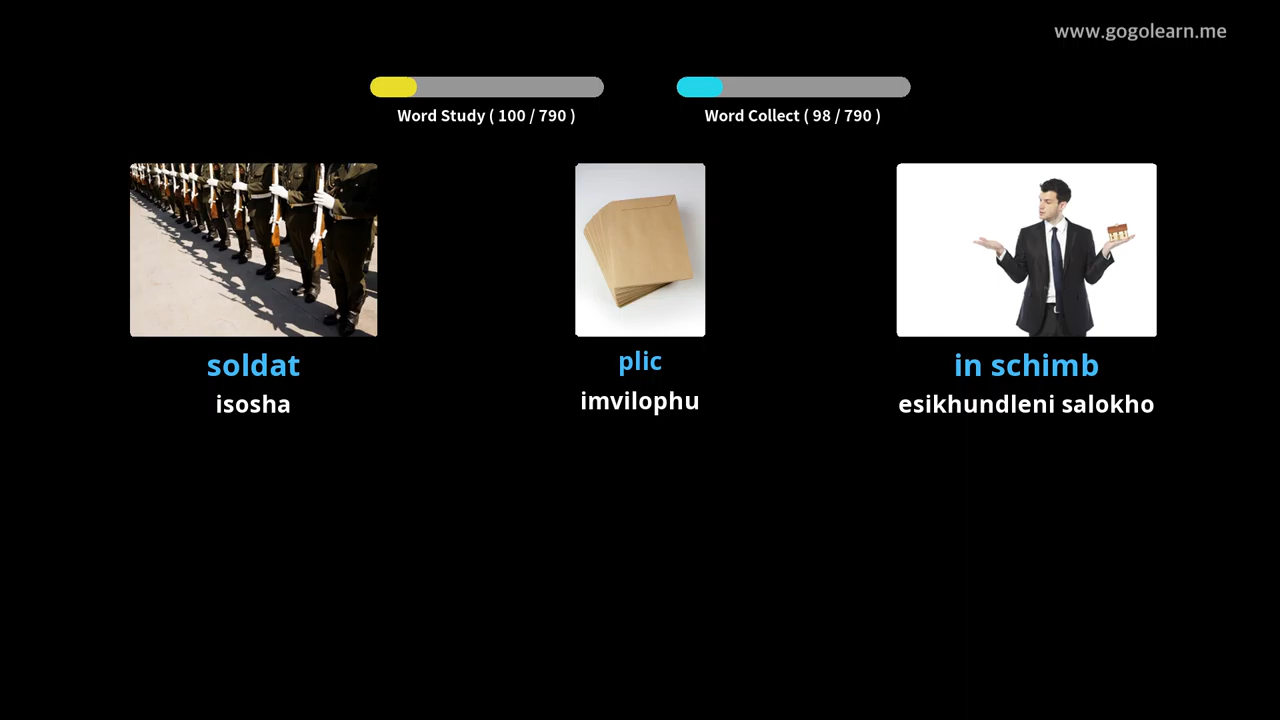 www.gogolearn.me
Word Study ( 100 / 790 )
Word Collect ( 98 / 790 )
soldat
isosha
plic
imvilophu
in schimb
esikhundleni salokho